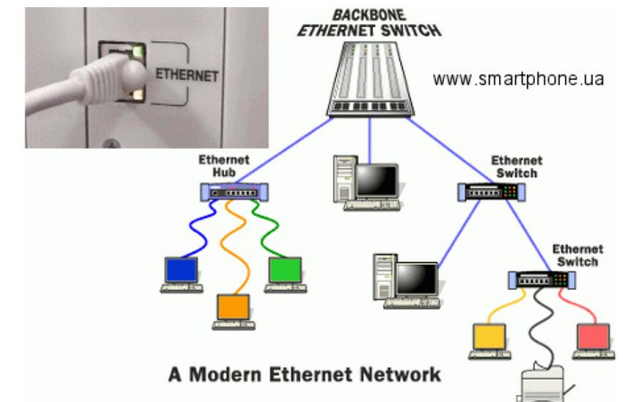 BACKBONE
ETHERNET SWITCH
ETHERNET
www.smartphone.ua
Ethernet
Hub
Ethernet
Switch
Ethernet
Switch
A Modern Ethernet Network